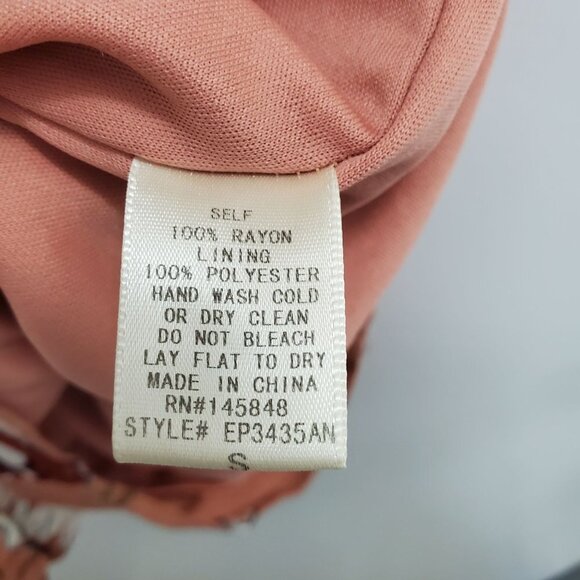 SELF
100% RAYON
LINING
100% POLYESTER
HAND WASH COLD
OR DRY CLEAN
DO NOT BLEACH
LAY FLAT TO DRY
MADE IN CHINA
RN#145848
STYLE# EP3435AN
S